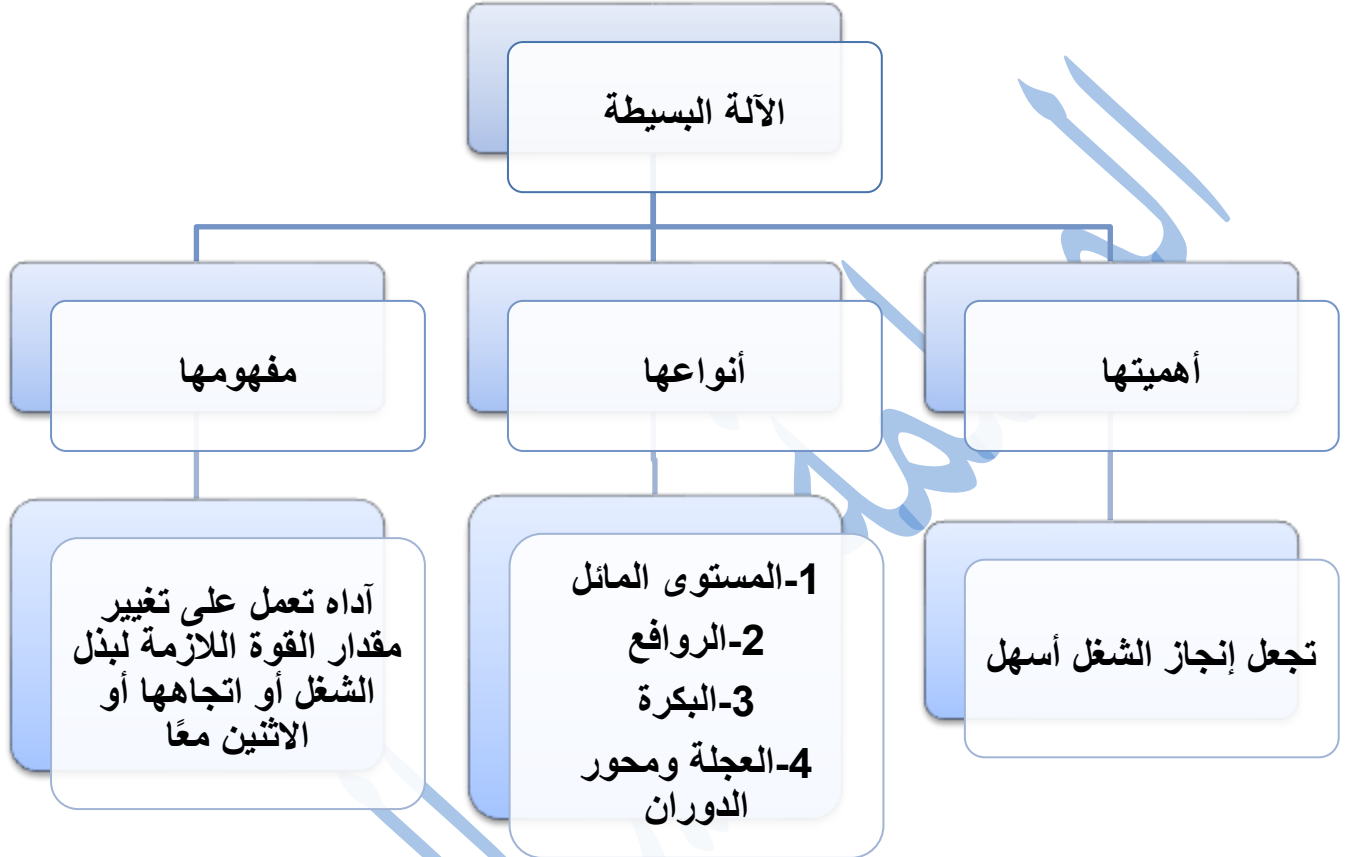 الآلة البسيطة
أهميتها
أنواعها
مفهومها
تجعل إنجاز الشغل أسهل
1-المستوى المائل
2-الروافع
3-البكرة
4-العجلة ومحور
الدوران
آداه تعمل على تغيير
مقدار القوة اللازمة لبذل
الشغل أو اتجاهها أو
الاثنين معًا